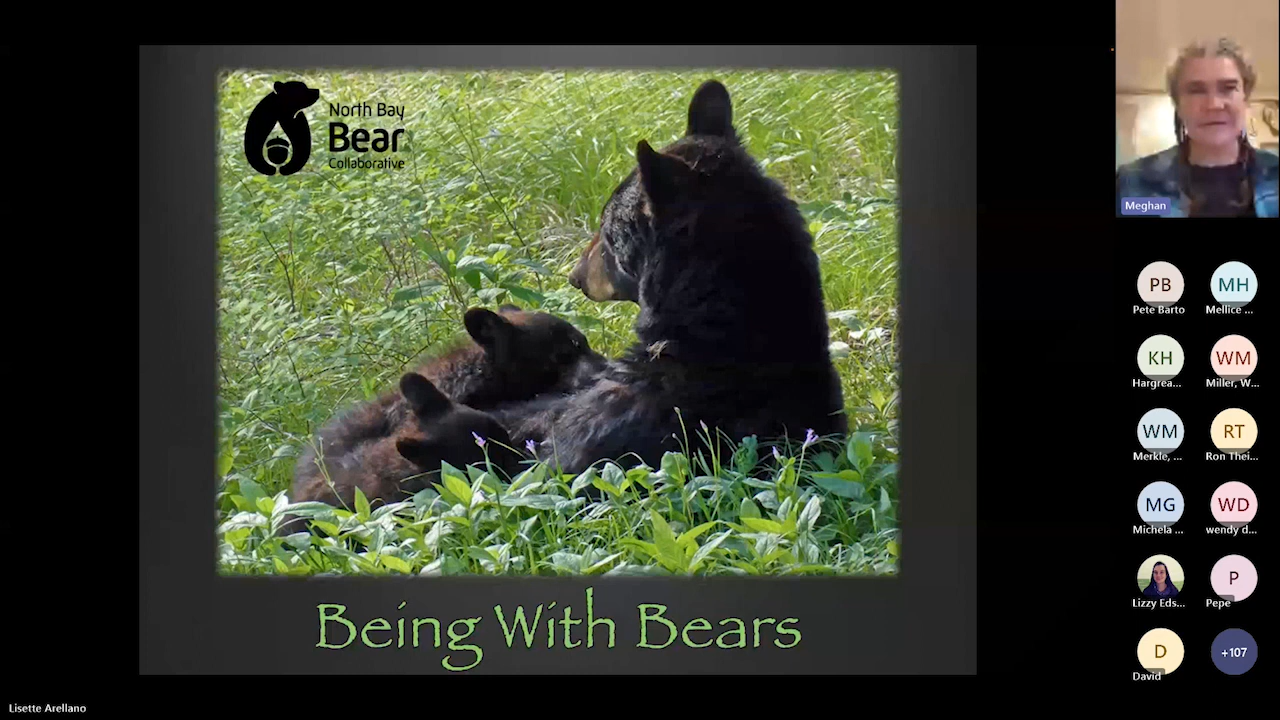 North Bay
Bear
Collaborative
Being With Bears
Meghan
PB
Pete Barto
MH
Mellice ...
KH
Hargrea...
WM
Miller, W...
WM
Merkle, ...
RT
Ron Thei...
MG
Michela ...
WD
wendy d...
Lizzy Eds...
P
Pepe
D
David
+107
Lisette Arellano